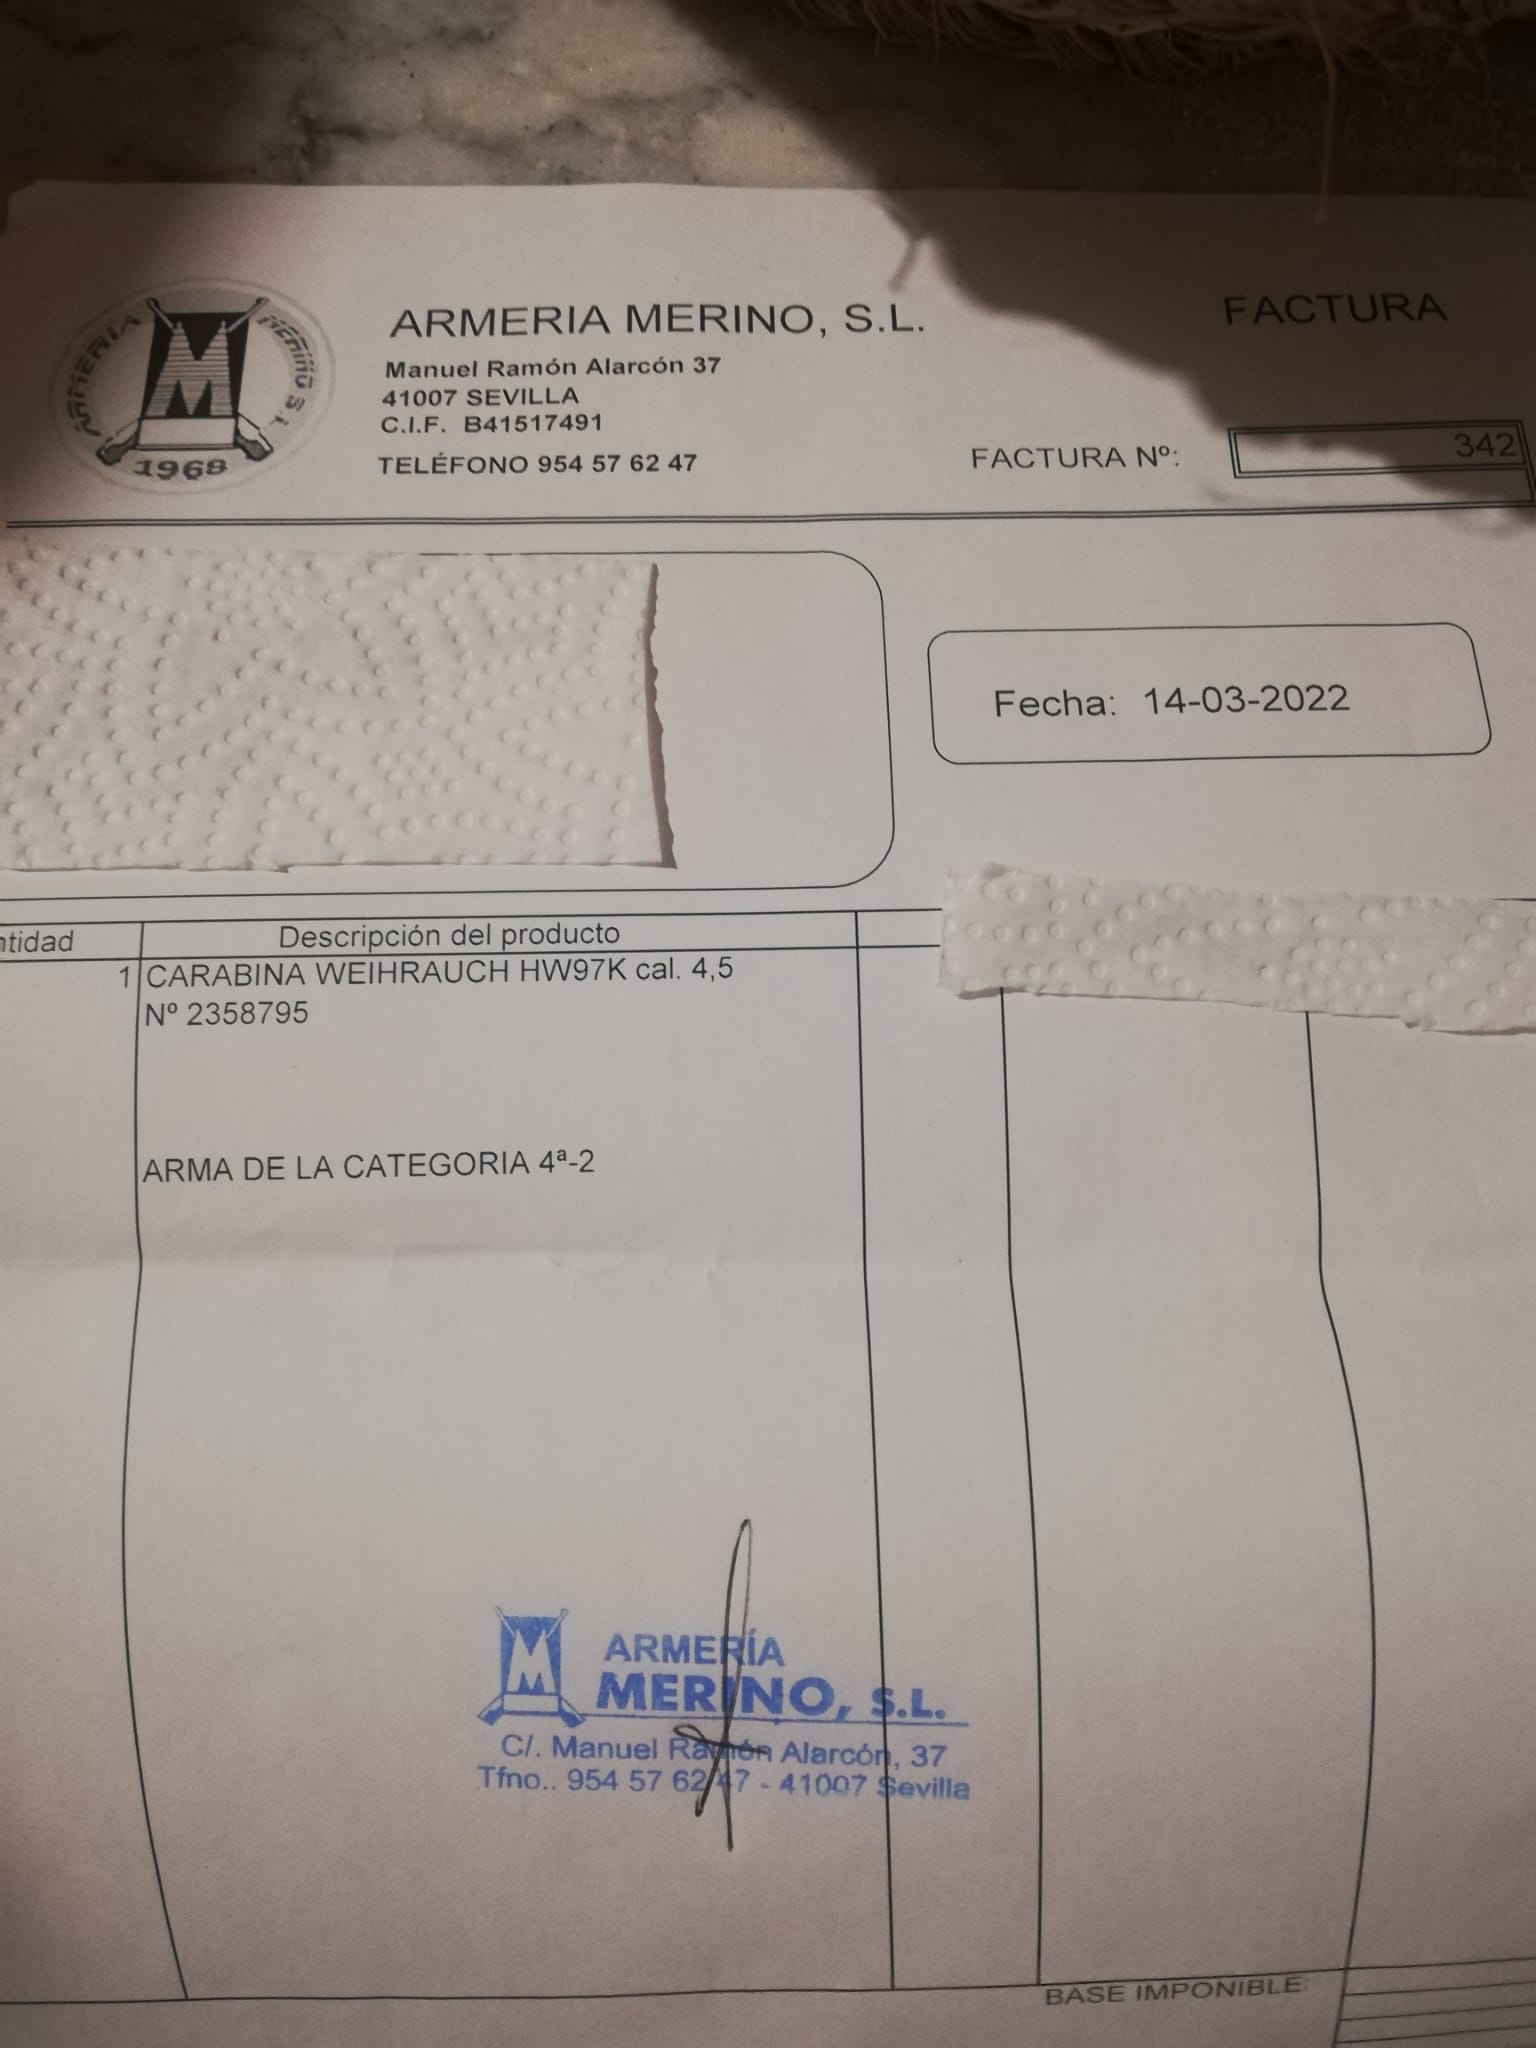 ARMERIA MERINO S.L.
1968
ARMERIA MERINO, S.L.
Manuel Ramón Alarcón 37
41007 SEVILLA
C.I.F. B41517491
TELÉFONO 954 57 62 47
FACTURA
FACTURA Nº: 342
Fecha: 14-03-2022
ntidad Descripción del producto
1 CARABINA WEIHRAUCH HW97K cal. 4,5
Nº 2358795
ARMA DE LA CATEGORIA 4ª-2
ARMERÍA
MERINO, S.L.
C/. Manuel Ramón Alarcón, 37
Tfno.. 954 57 62 47 - 41007 Sevilla
BASE IMPONIBLE: